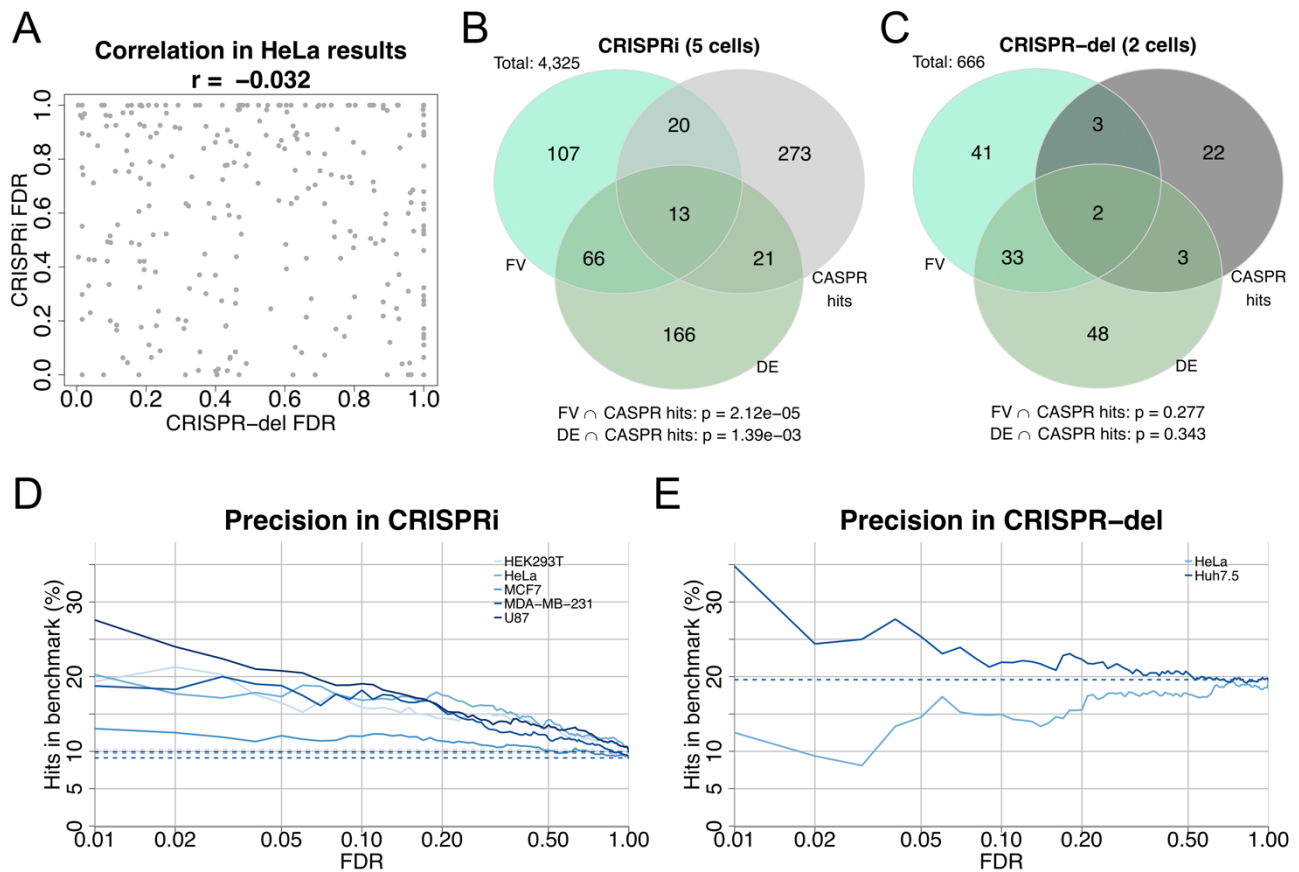 A
Correlation in HeLa results
r = −0.032
CRISPRi FDR
1.0
0.8
0.6
0.4
0.2
0.0
0.0 0.2 0.4 0.6 0.8 1.0
CRISPR−del FDR
B
CRISPRi (5 cells)
Total: 4,325
20
107
273
13
FV
66
21
CASPR
hits
166
DE
FV ∩ CASPR hits: p = 2.12e−05
DE ∩ CASPR hits: p = 1.39e−03
C
CRISPR−del (2 cells)
Total: 666
3
41
22
2
FV
33
3
CASPR
hits
48
DE
FV ∩ CASPR hits: p = 0.277
DE ∩ CASPR hits: p = 0.343
D
Precision in CRISPRi
Hits in benchmark (%)
30
20
10
5
0
HEK293T
HeLa
MCF7
MDA−MB−231
U87
0.01 0.02 0.05 0.10 0.20 0.50 1.00
FDR
E
Precision in CRISPR−del
Hits in benchmark (%)
30
20
10
5
0
HeLa
Huh7.5
0.01 0.02 0.05 0.10 0.20 0.50 1.00
FDR